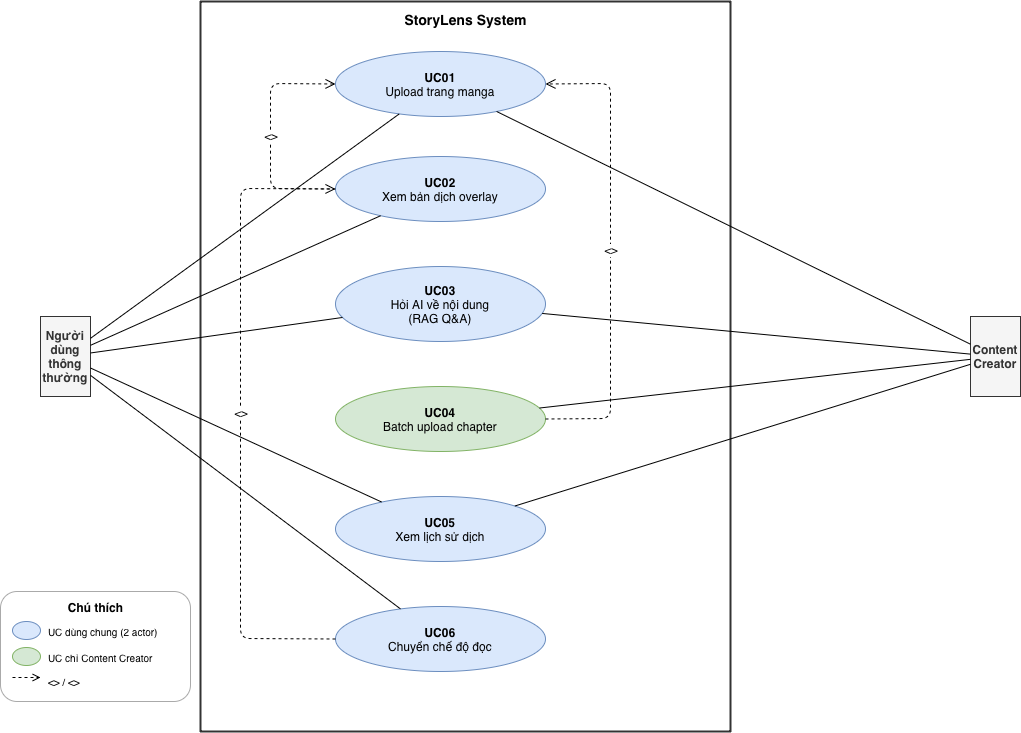 StoryLens System
UC01
Upload trang manga
<>
UC02
Xem bản dịch overlay
<>
UC03
Hỏi AI về nội dung
(RAG Q&A)
Người
dùng
thông
thường
Content
Creator
<>
UC04
Batch upload chapter
UC05
Xem lịch sử dịch
Chú thích
UC dùng chung (2 actor)
UC chỉ Content Creator
<> / <>
UC06
Chuyển chế độ đọc